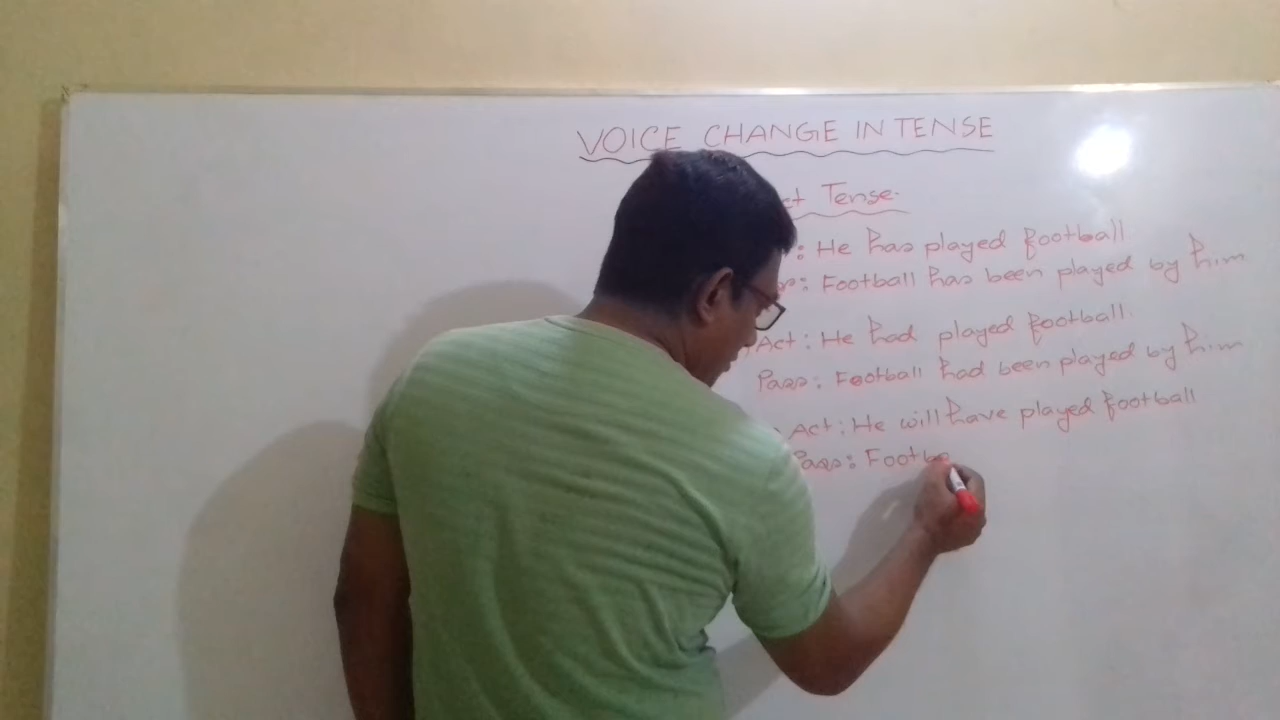 VOICE CHANGE IN TENSE
ct Tense.
: He has played football
: Football has been played by him
Act : He had played football.
Pass : Football had been played by him
Act : He will have played football
Pass : Footba